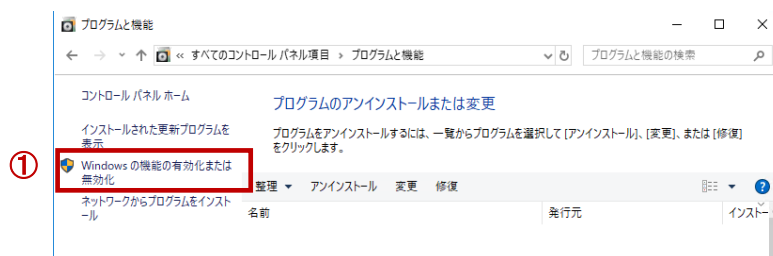 プログラムと機能
« すべてのコントロール パネル項目 › プログラムと機能
プログラムと機能の検索
コントロール パネル ホーム
インストールされた更新プログラムを
表示
①
Windows の機能の有効化または
無効化
ネットワークからプログラムをインスト
ール
プログラムのアンインストールまたは変更
プログラムをアンインストールするには、一覧からプログラムを選択して [アンインストール]、[変更]、または [修復]
をクリックします。
整理 ▼ アンインストール 変更 修復
名前 発行元 インストー